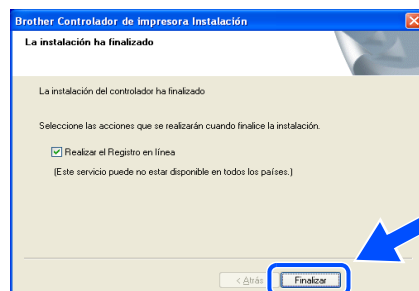 Brother Controlador de impresora Instalación
La instalación ha finalizado
La instalación del controlador ha finalizado
Seleccione las acciones que se realizarán cuando finalice la instalación.
Realizar el Registro en línea
(Este servicio puede no estar disponible en todos los países.)
< Atrás
Finalizar